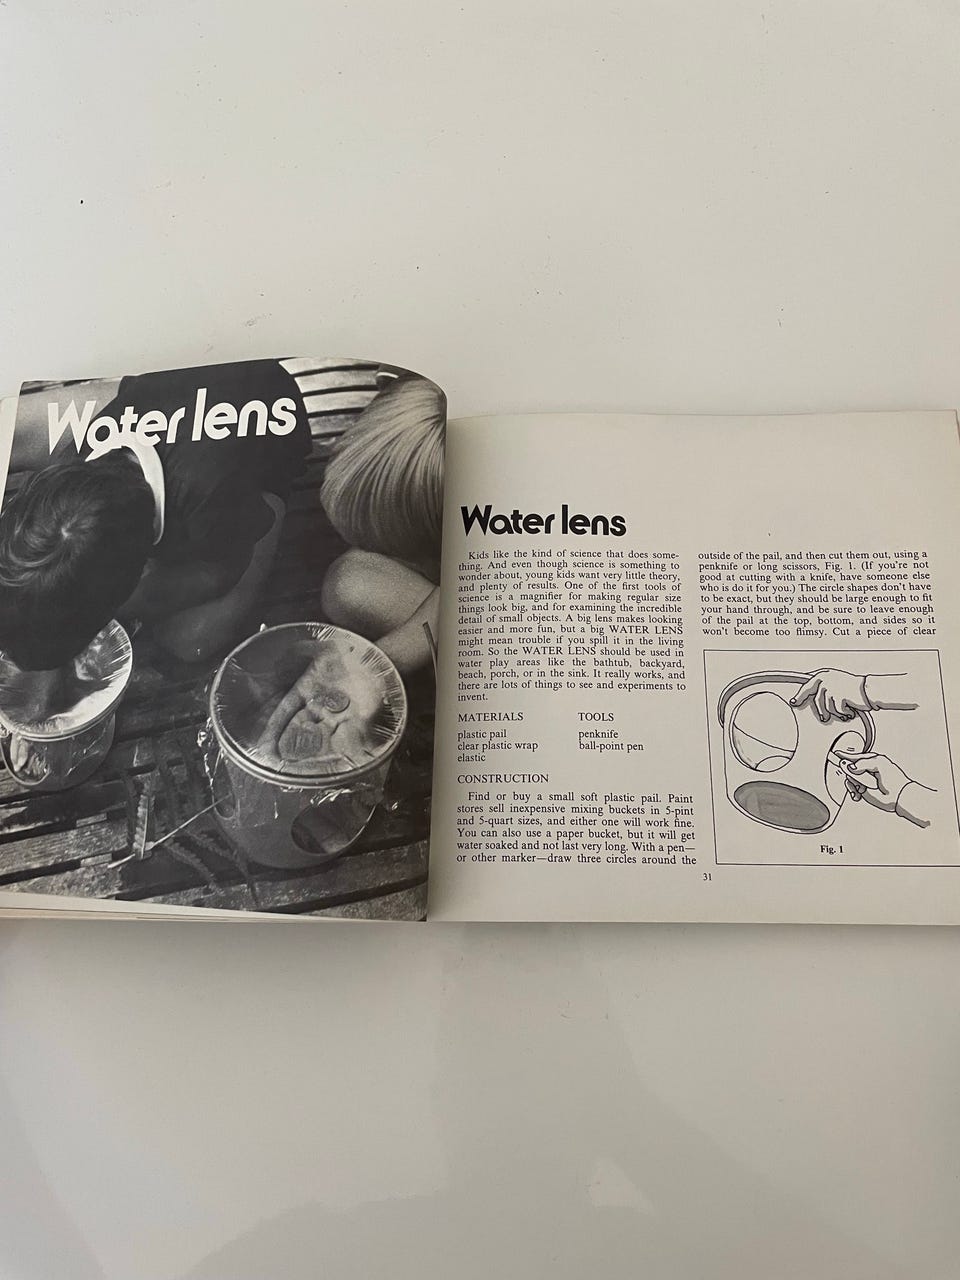 Water lens
Water lens
Kids like the kind of science that does some-
thing. And even though science is something to
wonder about, young kids want very little theory,
and plenty of results. One of the first tools of
science is a magnifier for making regular size
things look big, and for examining the incredible
detail of small objects. A big lens makes looking
easier and more fun, but a big WATER LENS
might mean trouble if you spill it in the living
room. So the WATER LENS should be used in
water play areas like the bathtub, backyard,
beach, porch, or in the sink. It really works, and
there are lots of things to see and experiments to
invent.
MATERIALS
plastic pail
clear plastic wrap
elastic
TOOLS
penknife
ball-point pen
CONSTRUCTION
Find or buy a small soft plastic pail. Paint
stores sell inexpensive mixing buckets in 5-pint
and 5-quart sizes, and either one will work fine.
You can also use a paper bucket, but it will get
water soaked and not last very long. With a pen—
or other marker—draw three circles around the
outside of the pail, and then cut them out, using a
penknife or long scissors, Fig. 1. (If you're not
good at cutting with a knife, have someone else
who is do it for you.) The circle shapes don't have
to be exact, but they should be large enough to fit
your hand through, and be sure to leave enough
of the pail at the top, bottom, and sides so it
won't become too flimsy. Cut a piece of clear
Fig. 1
31